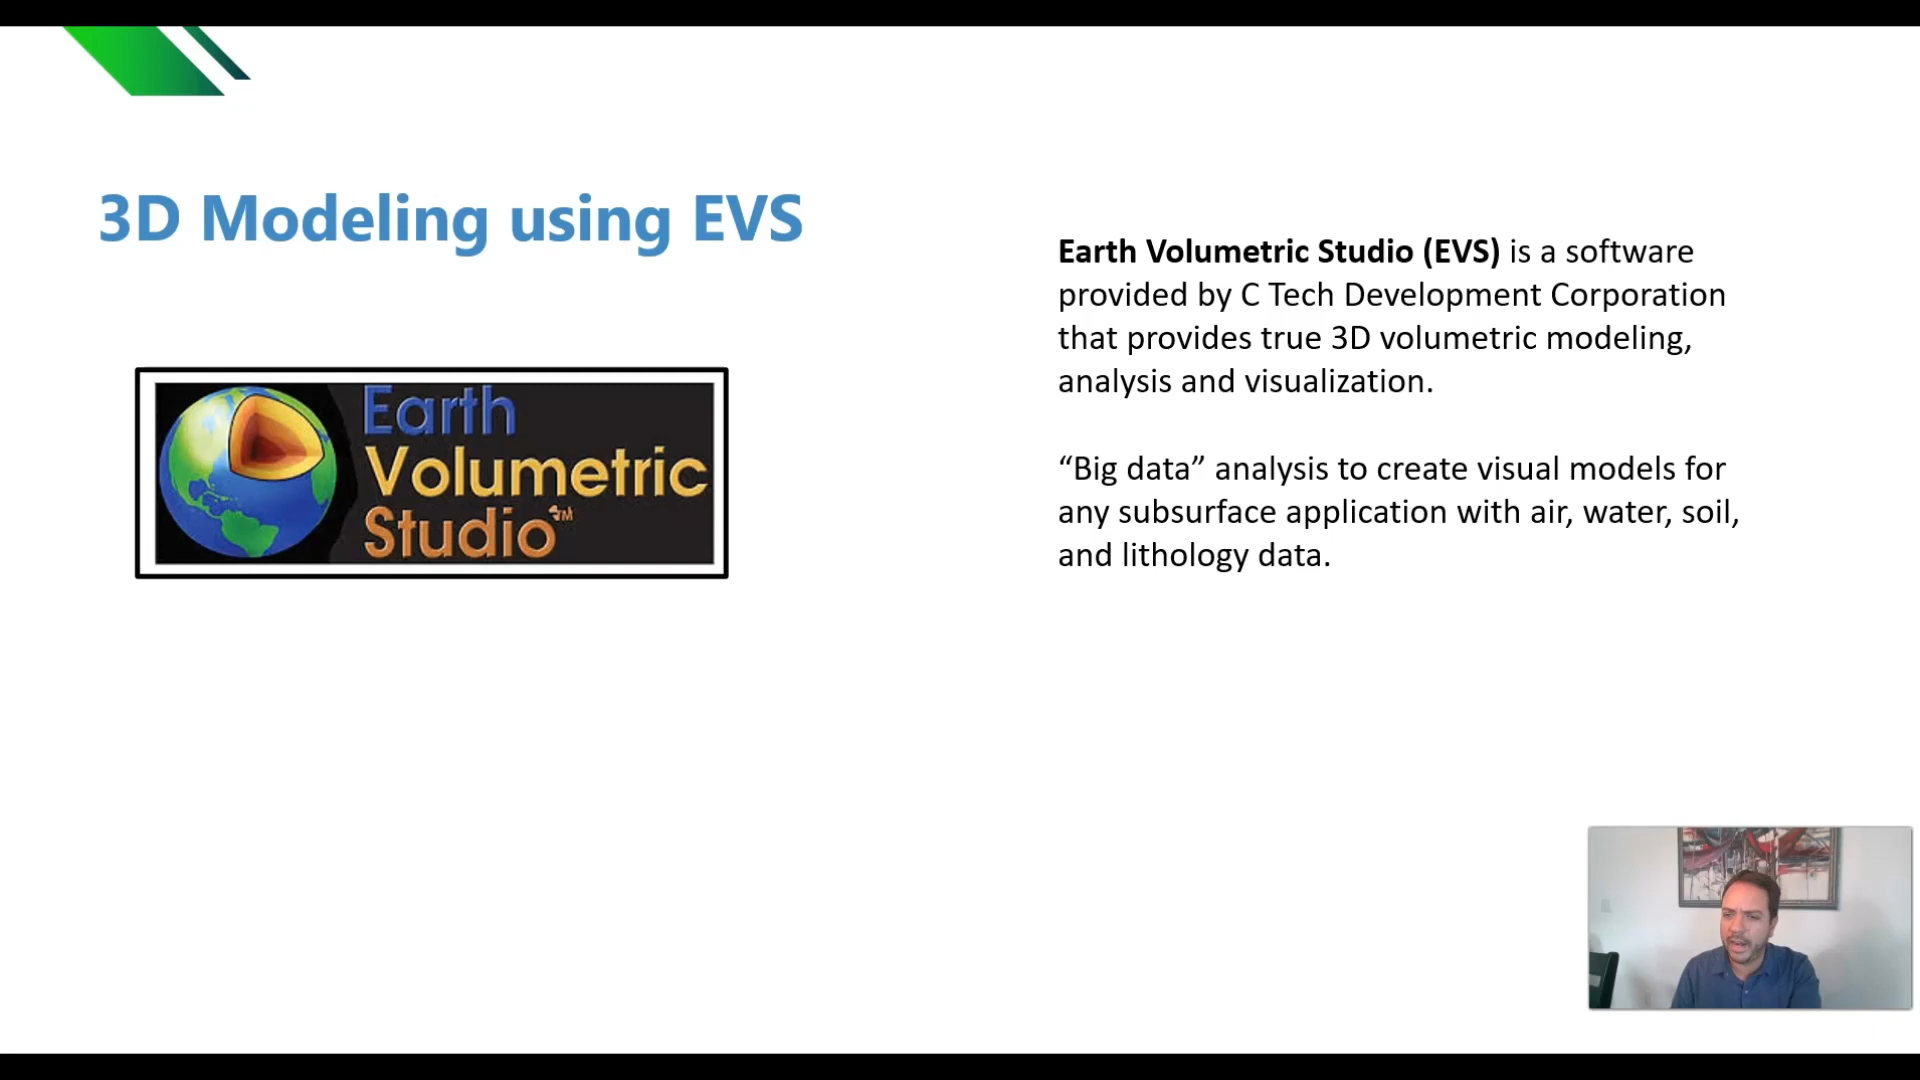 3D Modeling using EVS
Earth
Volumetric
Studio℠
Earth Volumetric Studio (EVS) is a software
provided by C Tech Development Corporation
that provides true 3D volumetric modeling,
analysis and visualization.
“Big data” analysis to create visual models for
any subsurface application with air, water, soil,
and lithology data.